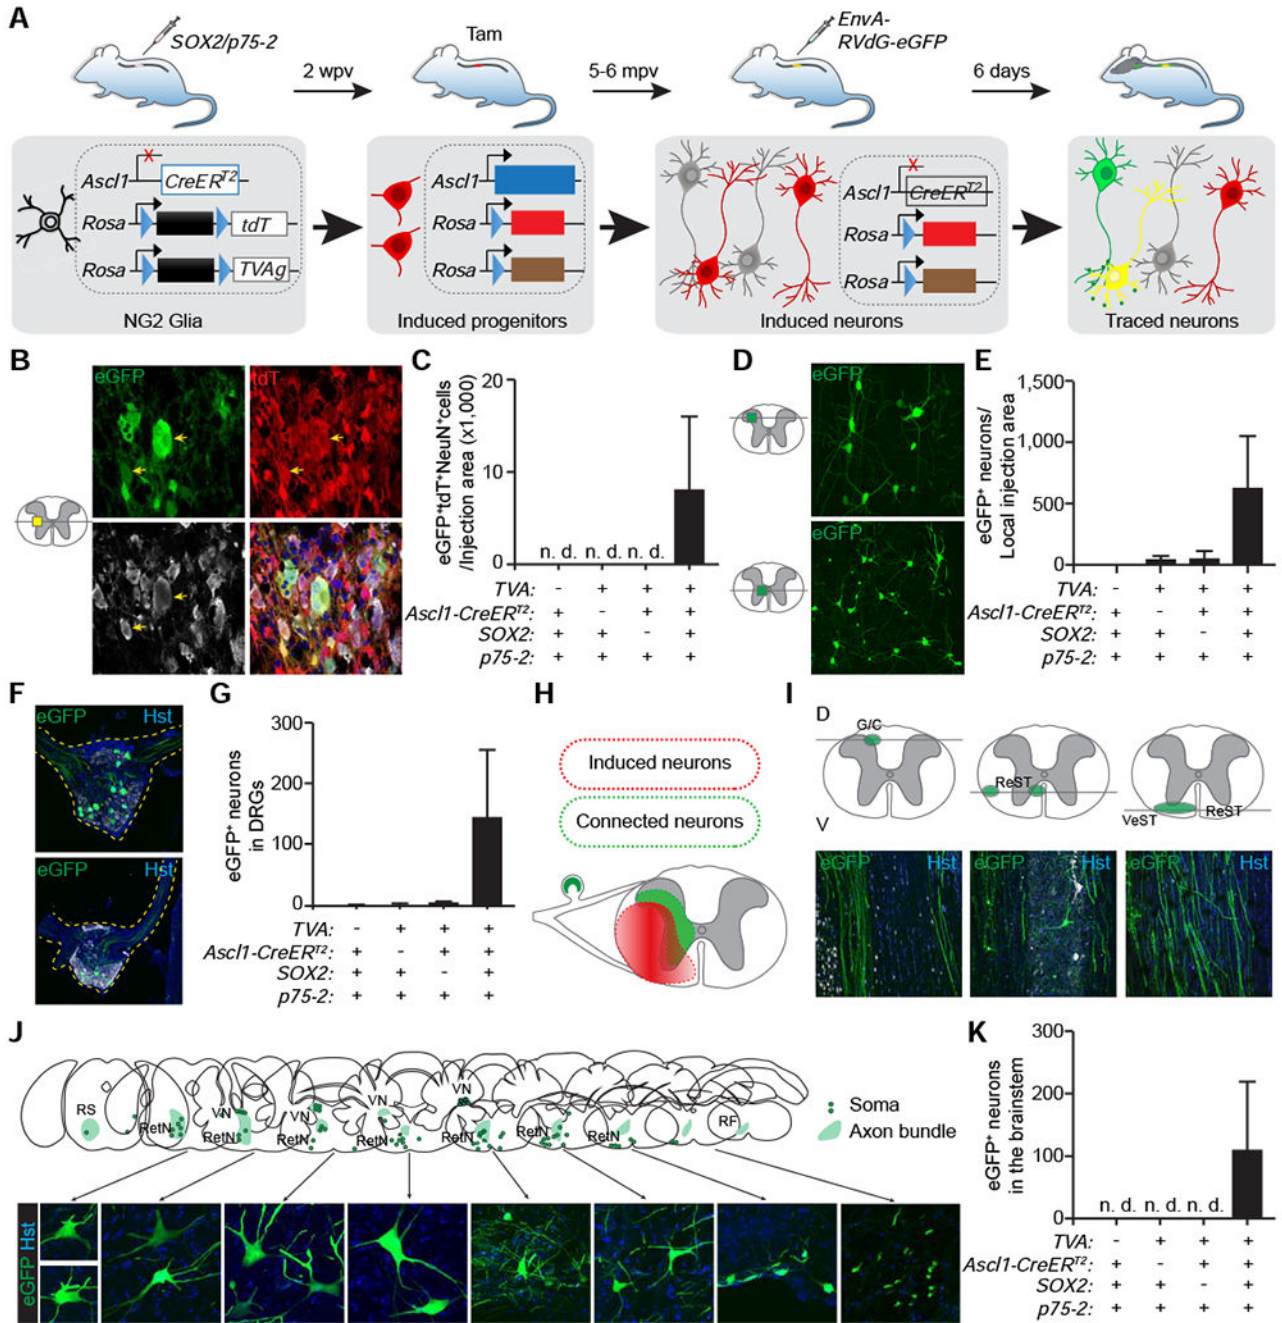 A
SOX2/p75-2
Tam
EnvA-
RVdG-eGFP
2 wpv
5-6 mpv
6 days
Ascl1
CreER^T2
Rosa
tdT
Rosa
TVAg
NG2 Glia
Ascl1
Rosa
Rosa
Induced progenitors
Ascl1
CreER^T2
Rosa
Rosa
Induced neurons
Traced neurons
B
eGFP
tdT
C
eGFP⁺tdT⁺NeuN⁺cells
/Injection area (x1,000)
20
10
0
n. d. n. d. n. d.
TVA: - + + +
Ascl1-CreER^T2: + - + +
SOX2: + + - +
p75-2: + + + +
D
eGFP
eGFP
E
eGFP⁺ neurons/
Local injection area
1,500
1,000
500
0
TVA: - + + +
Ascl1-CreER^T2: + - + +
SOX2: + + - +
p75-2: + + + +
F
eGFP Hst
eGFP Hst
G
eGFP⁺ neurons
in DRGs
300
200
100
0
TVA: - + + +
Ascl1-CreER^T2: + - + +
SOX2: + + - +
p75-2: + + + +
H
Induced neurons
Connected neurons
I
D
G/C
ReST
VeST
ReST
V
eGFP Hst
eGFP Hst
eGFP Hst
J
RS
RetN
VN
RetN
VN
RetN
VN
RetN
VN
RetN
RetN
RetN
RF
Soma
Axon bundle
eGFP Hst
K
eGFP⁺ neurons
in the brainstem
300
200
100
0
n. d. n. d. n. d.
TVA: - + + +
Ascl1-CreER^T2: + - + +
SOX2: + + - +
p75-2: + + + +